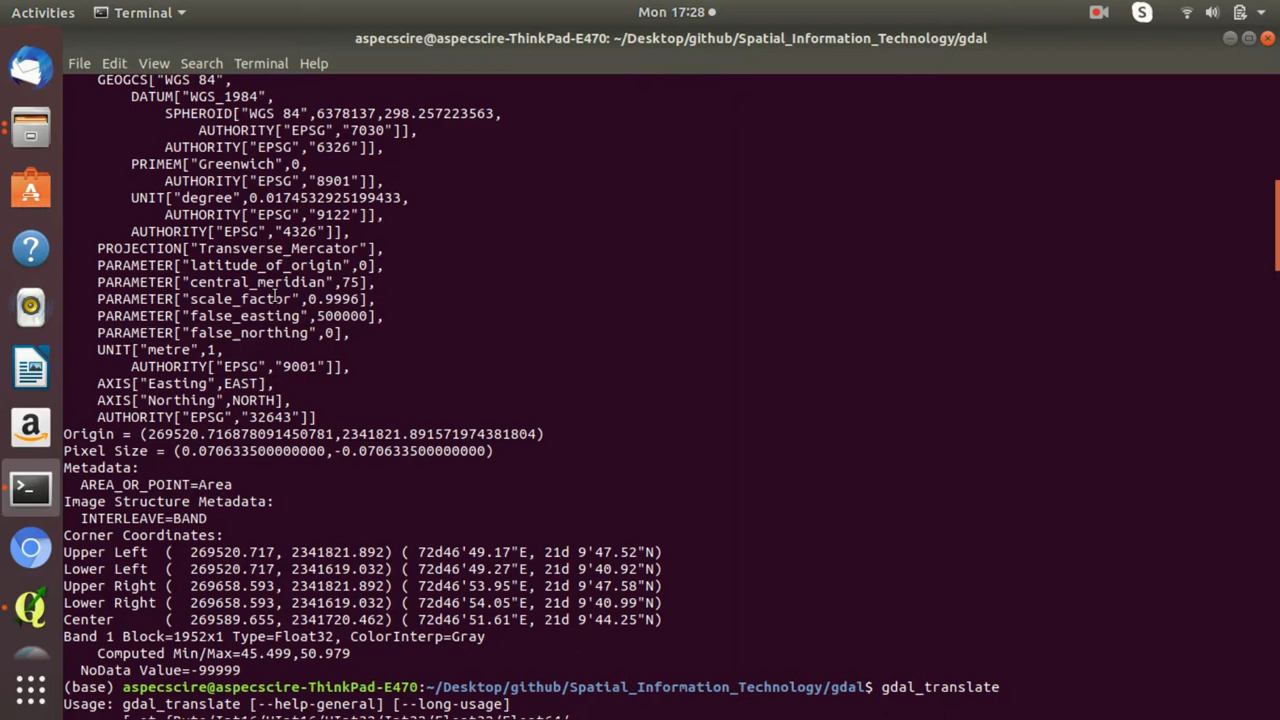 Activities
Terminal
Mon 17:28
aspecscire@aspecscire-ThinkPad-E470: ~/Desktop/github/Spatial_Information_Technology/gdal
File Edit View Search Terminal Help
GEOGCS["WGS 84",
DATUM["WGS_1984",
SPHEROID["WGS 84",6378137,298.257223563,
AUTHORITY["EPSG","7030"]],
AUTHORITY["EPSG","6326"]],
PRIMEM["Greenwich",0,
AUTHORITY["EPSG","8901"]],
UNIT["degree",0.0174532925199433,
AUTHORITY["EPSG","9122"]],
AUTHORITY["EPSG","4326"]],
PROJECTION["Transverse_Mercator"],
PARAMETER["latitude_of_origin",0],
PARAMETER["central_meridian",75],
PARAMETER["scale_factor",0.9996],
PARAMETER["false_easting",500000],
PARAMETER["false_northing",0],
UNIT["metre",1,
AUTHORITY["EPSG","9001"]],
AXIS["Easting",EAST],
AXIS["Northing",NORTH],
AUTHORITY["EPSG","32643"]]
Origin = (269520.716878091450781,2341821.891571974381804)
Pixel Size = (0.070633500000000,-0.070633500000000)
Metadata:
AREA_OR_POINT=Area
Image Structure Metadata:
INTERLEAVE=BAND
Corner Coordinates:
Upper Left ( 269520.717, 2341821.892) ( 72d46'49.17"E, 21d 9'47.52"N)
Lower Left ( 269520.717, 2341619.032) ( 72d46'49.27"E, 21d 9'40.92"N)
Upper Right ( 269658.593, 2341821.892) ( 72d46'53.95"E, 21d 9'47.58"N)
Lower Right ( 269658.593, 2341619.032) ( 72d46'54.05"E, 21d 9'40.99"N)
Center ( 269589.655, 2341720.462) ( 72d46'51.61"E, 21d 9'44.25"N)
Band 1 Block=1952x1 Type=Float32, ColorInterp=Gray
Computed Min/Max=45.499,50.979
NoData Value=-99999
(base) aspecscire@aspecscire-ThinkPad-E470:~/Desktop/github/Spatial_Information_Technology/gdal$ gdal_translate
Usage: gdal_translate [--help-general] [--long-usage]